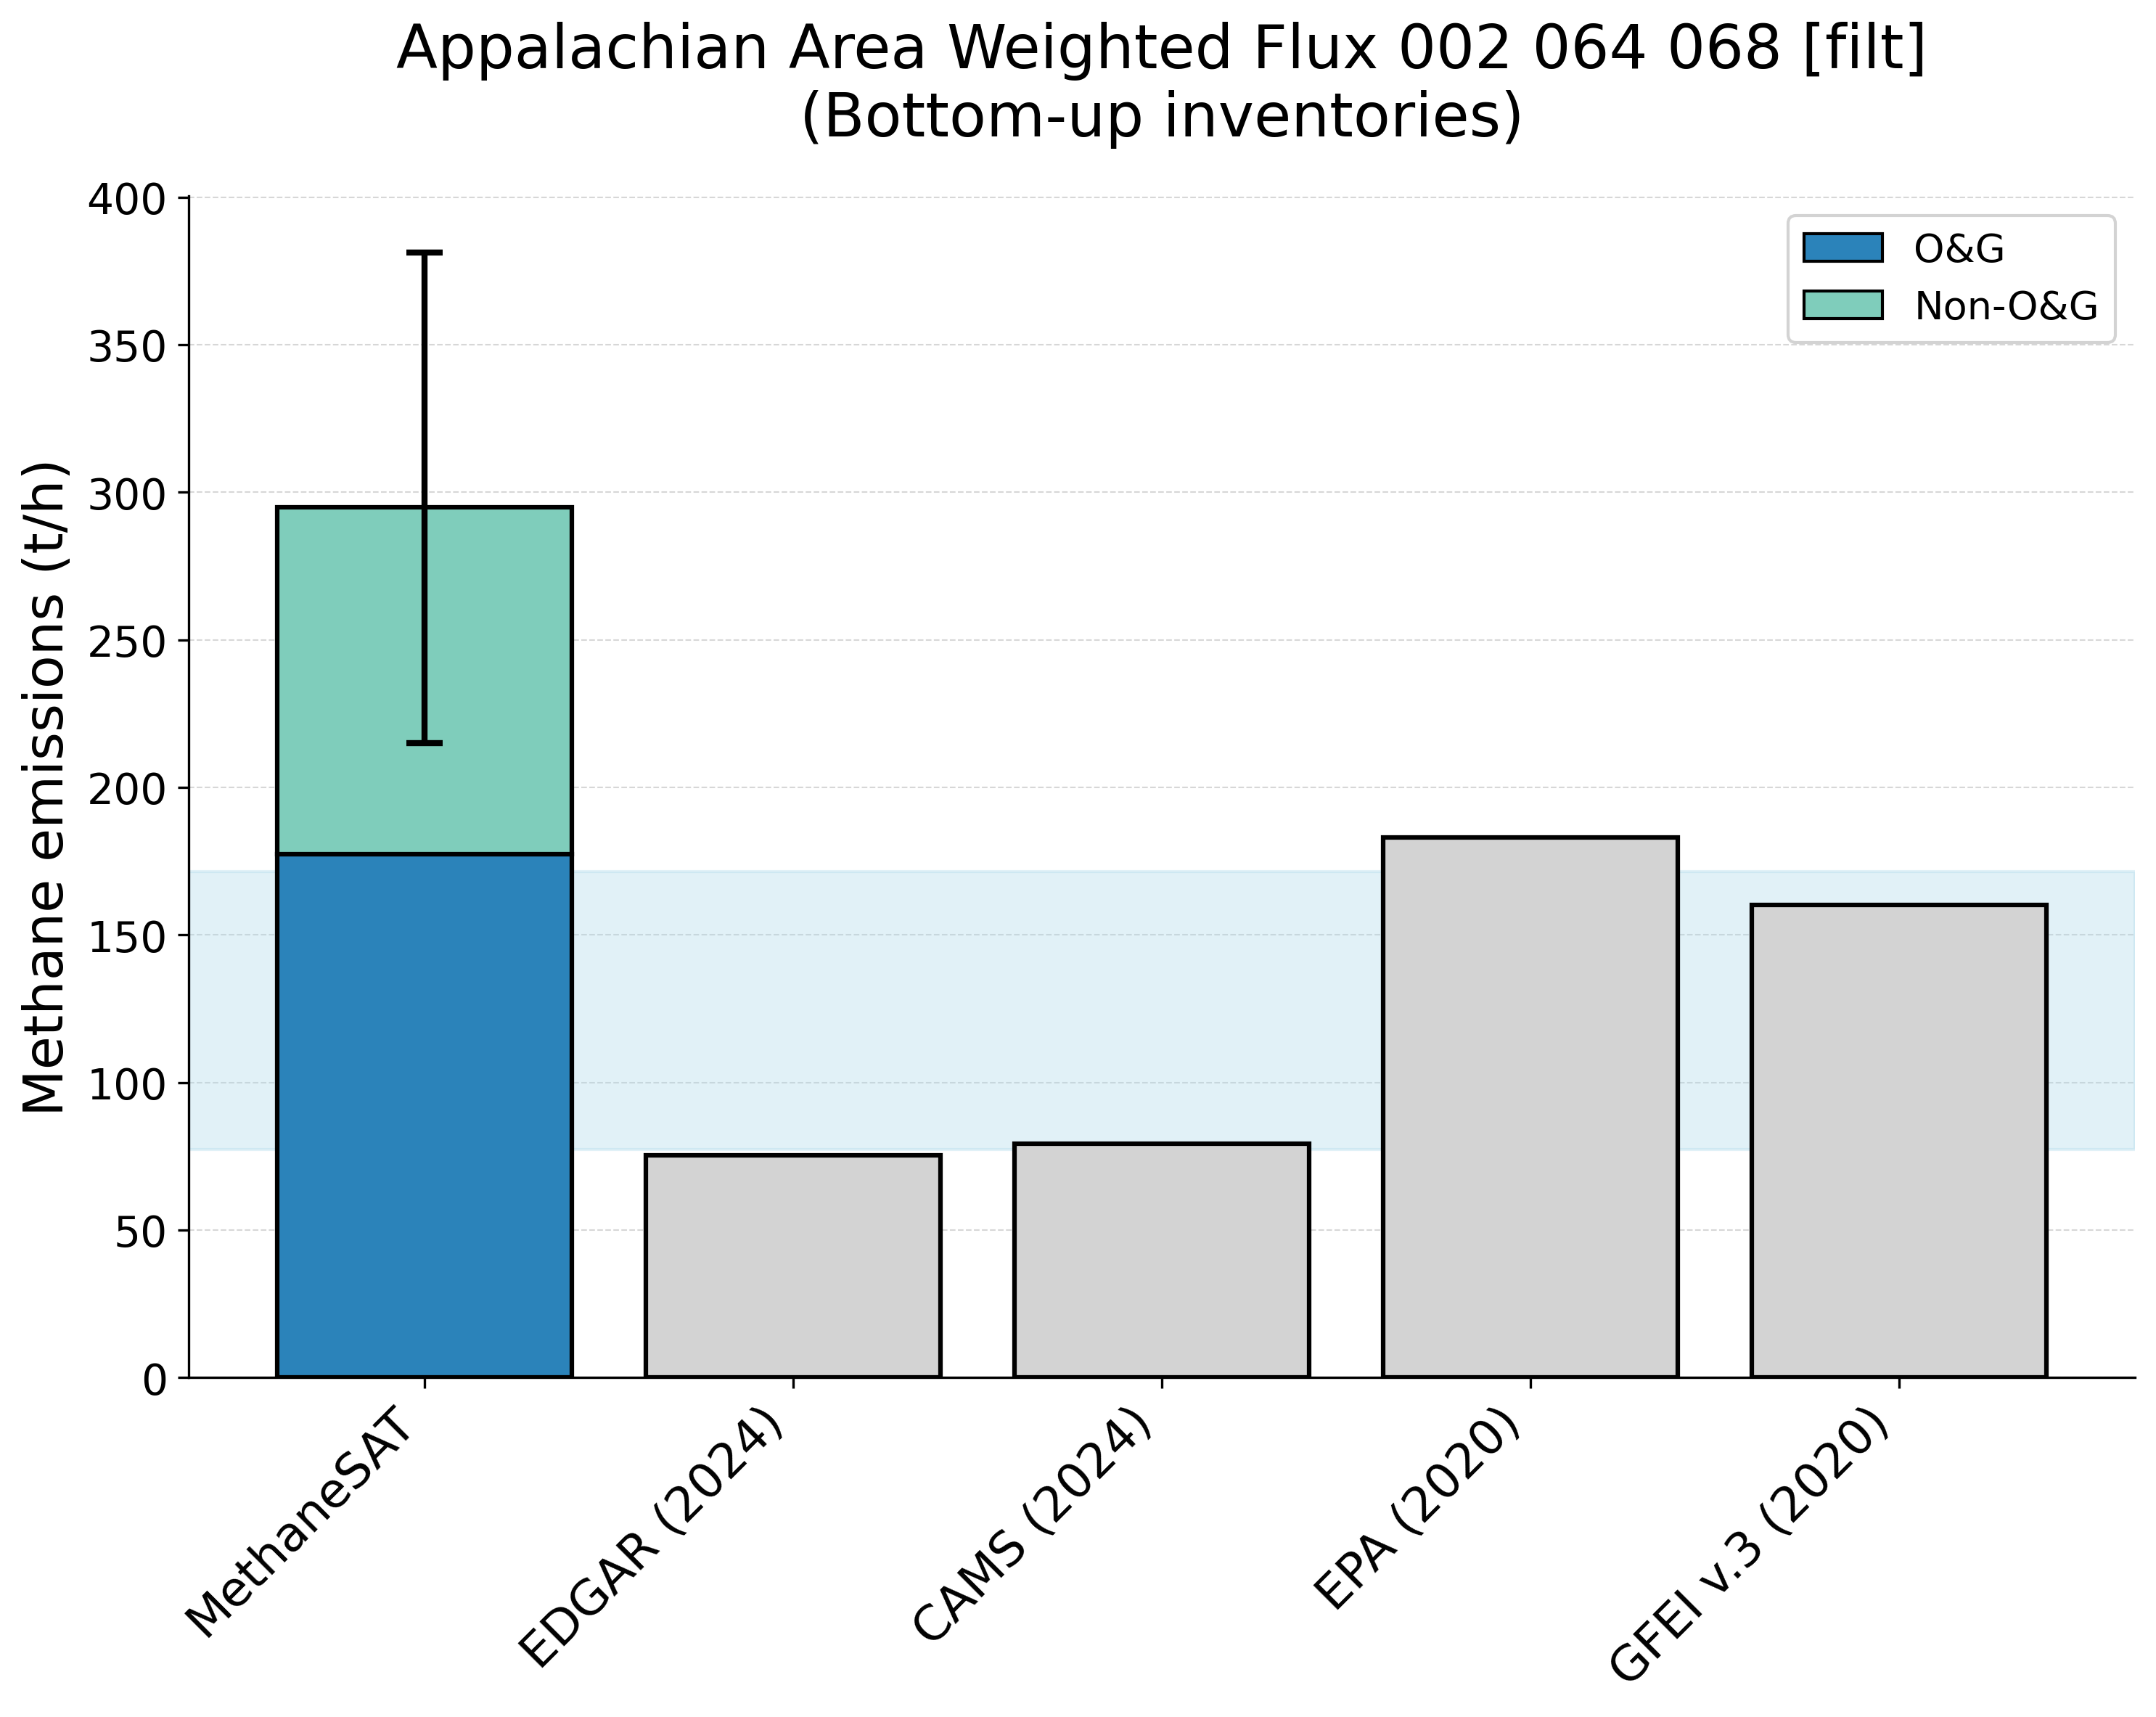 Appalachian Area Weighted Flux 002 064 068 [filt]
(Bottom-up inventories)
Methane emissions (t/h)
400
350
300
250
200
150
100
50
0
O&G
Non-O&G
MethaneSAT
EDGAR (2024)
CAMS (2024)
EPA (2020)
GFEI v.3 (2020)